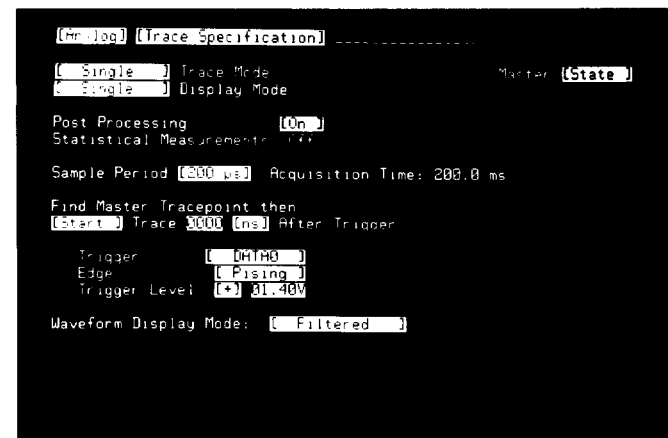 [Analog] [Trace Specification]
[ Single ] Trace Mode Master [State ]
[ Single ] Display Mode
Post Processing [On ]
Statistical Measurements Off
Sample Period [200 µs] Acquisition Time: 200.0 ms
Find Master Tracepoint then
[Start ] Trace 0000 [ns] After Trigger
Trigger [ DATA0 ]
Edge [ Rising ]
Trigger Level [+] 01.40V
Waveform Display Mode: [ Filtered ]